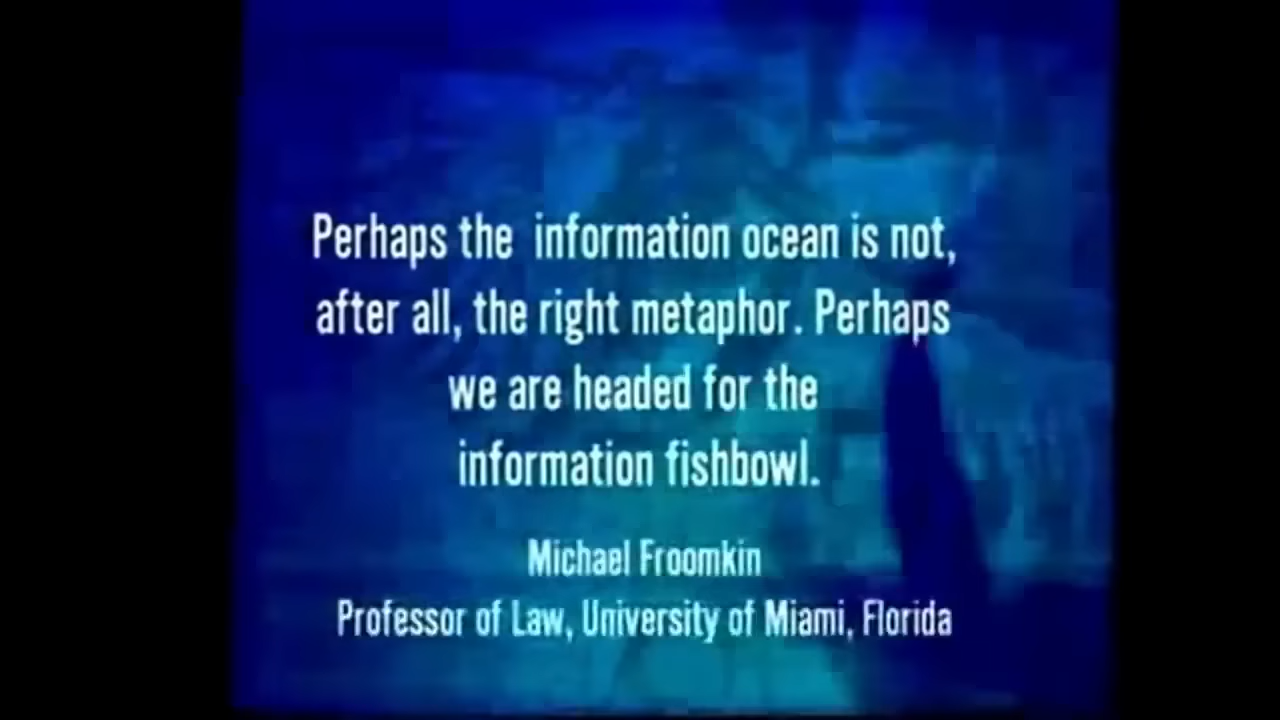 Perhaps the information ocean is not,
after all, the right metaphor. Perhaps
we are headed for the
information fishbowl.
Michael Froomkin
Professor of Law, University of Miami, Florida